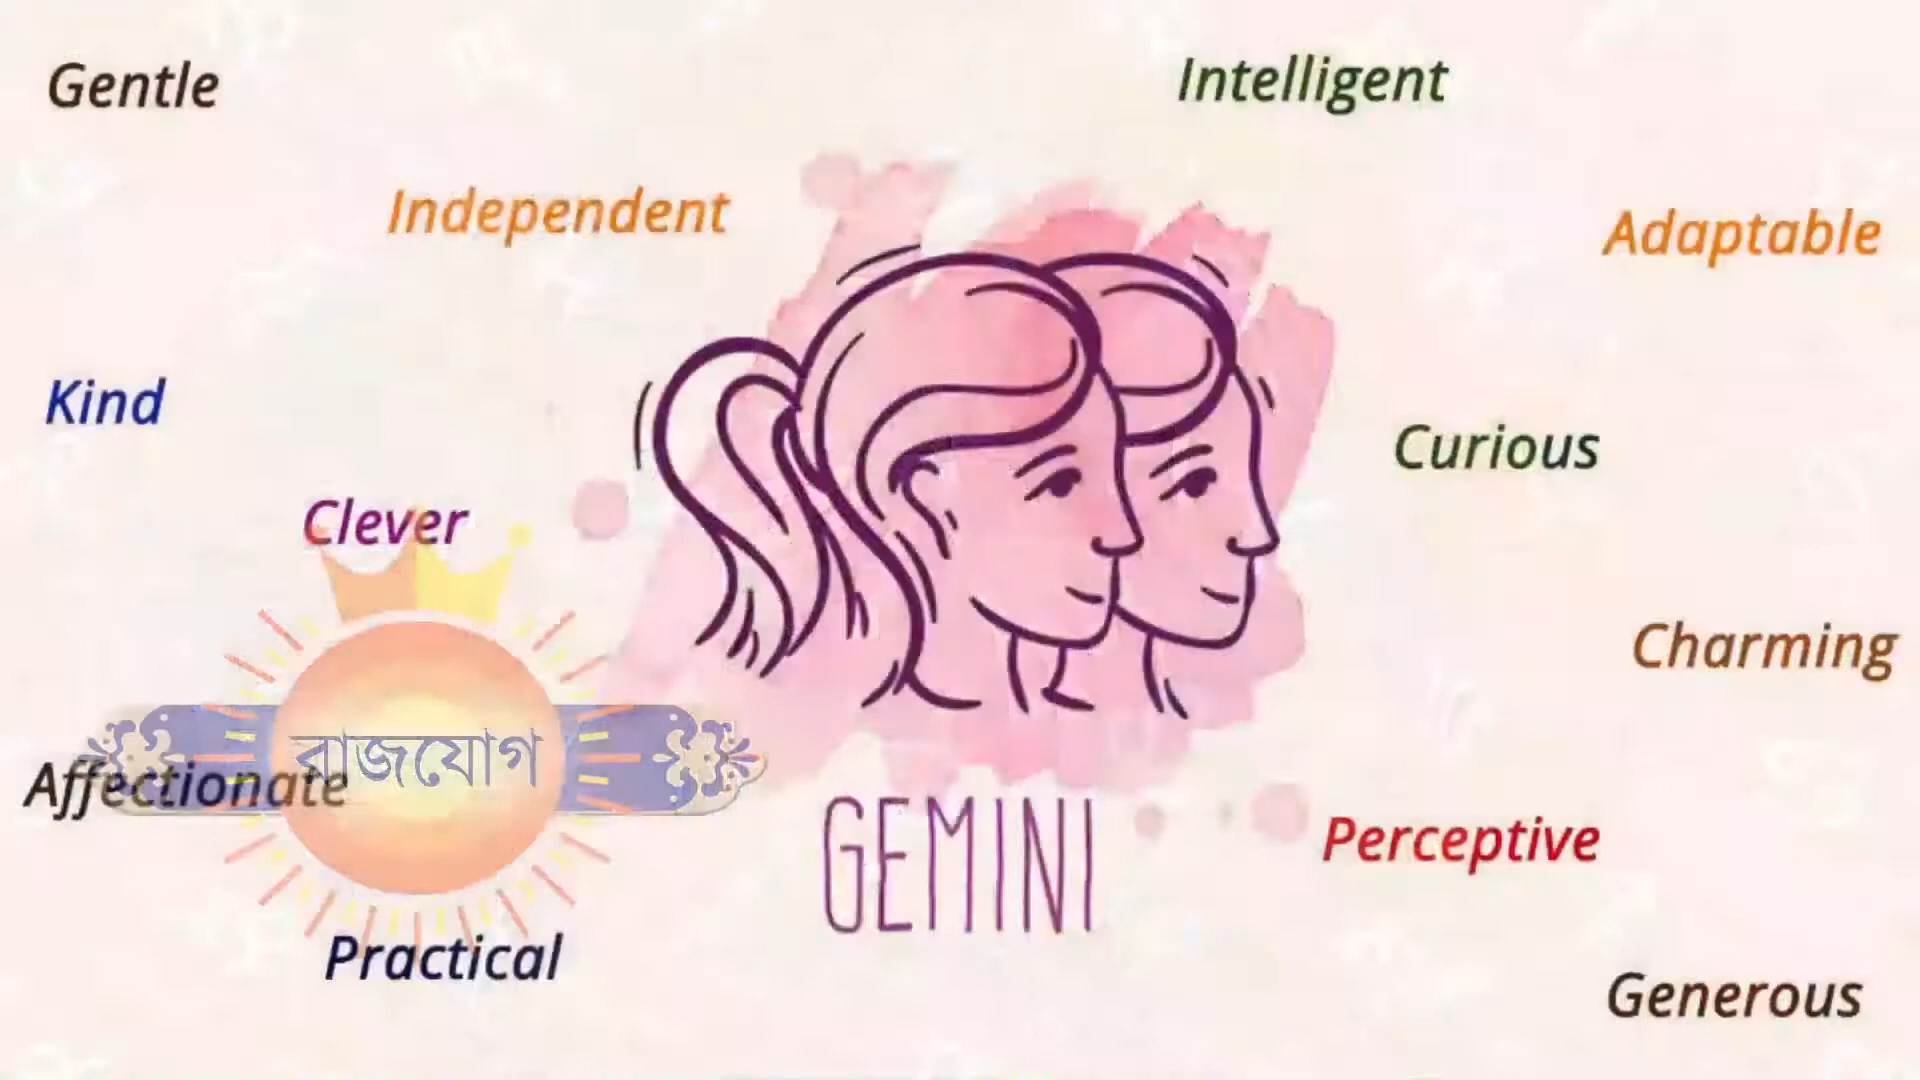 Gentle
Intelligent
Independent
Adaptable
Kind
Curious
Clever
Charming
রাজযোগ
Affectionate
GEMINI
Perceptive
Practical
Generous